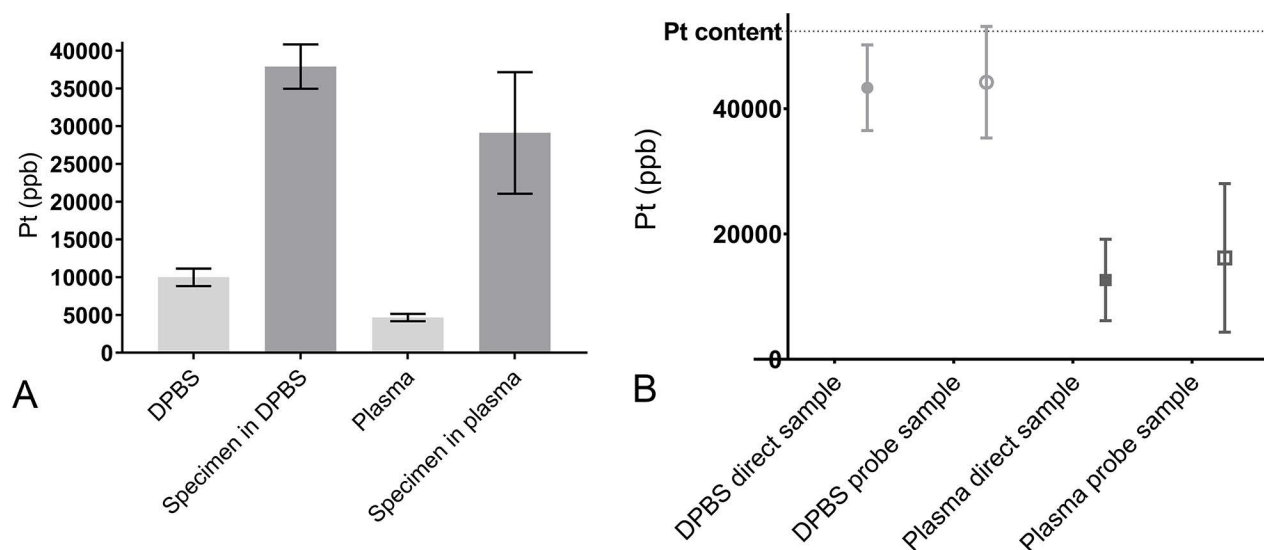 40000
35000
30000
25000
20000
15000
10000
5000
0
Pt (ppb)
DPBS
Specimen in DPBS
Plasma
Specimen in plasma
A
Pt content
40000
20000
0
Pt (ppb)
DPBS direct sample
DPBS probe sample
Plasma direct sample
Plasma probe sample
B